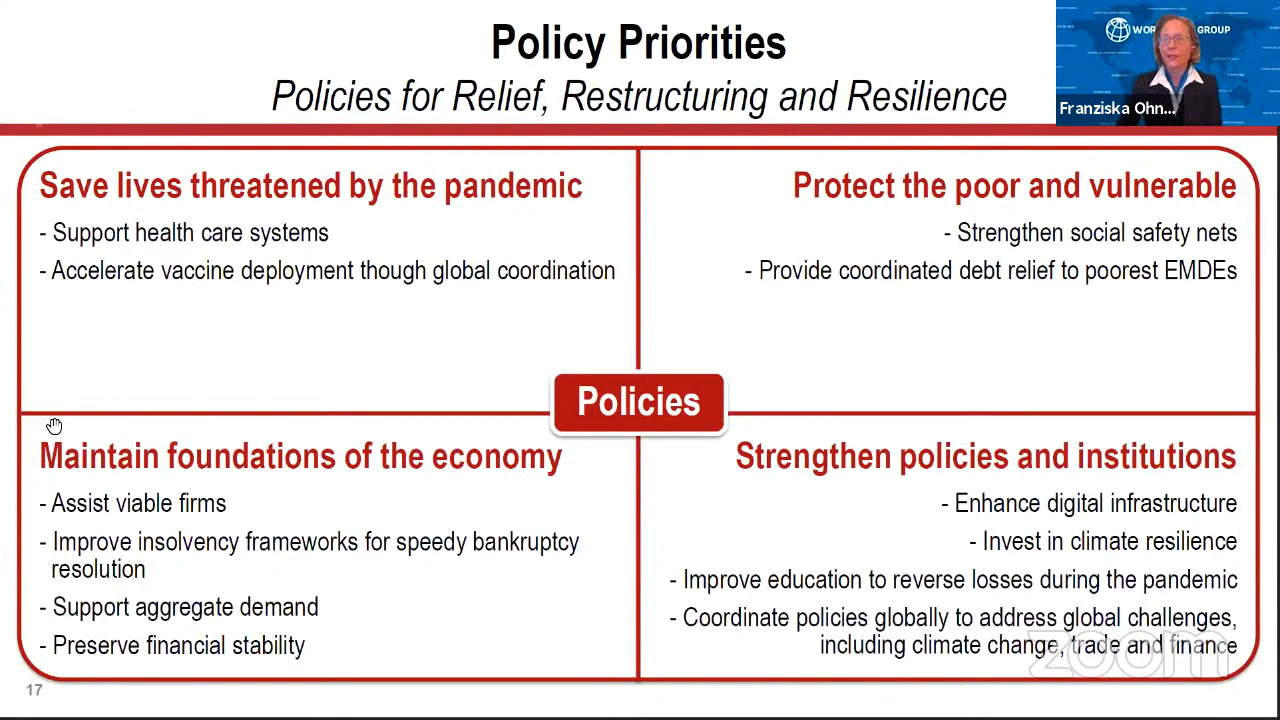 Policy Priorities
Policies for Relief, Restructuring and Resilience
WOR GROUP
Franziska Ohn...
Save lives threatened by the pandemic
- Support health care systems
- Accelerate vaccine deployment though global coordination
Protect the poor and vulnerable
- Strengthen social safety nets
- Provide coordinated debt relief to poorest EMDEs
Policies
Maintain foundations of the economy
- Assist viable firms
- Improve insolvency frameworks for speedy bankruptcy
resolution
- Support aggregate demand
- Preserve financial stability
Strengthen policies and institutions
- Enhance digital infrastructure
- Invest in climate resilience
- Improve education to reverse losses during the pandemic
- Coordinate policies globally to address global challenges,
including climate change, trade and finance
zoom
17